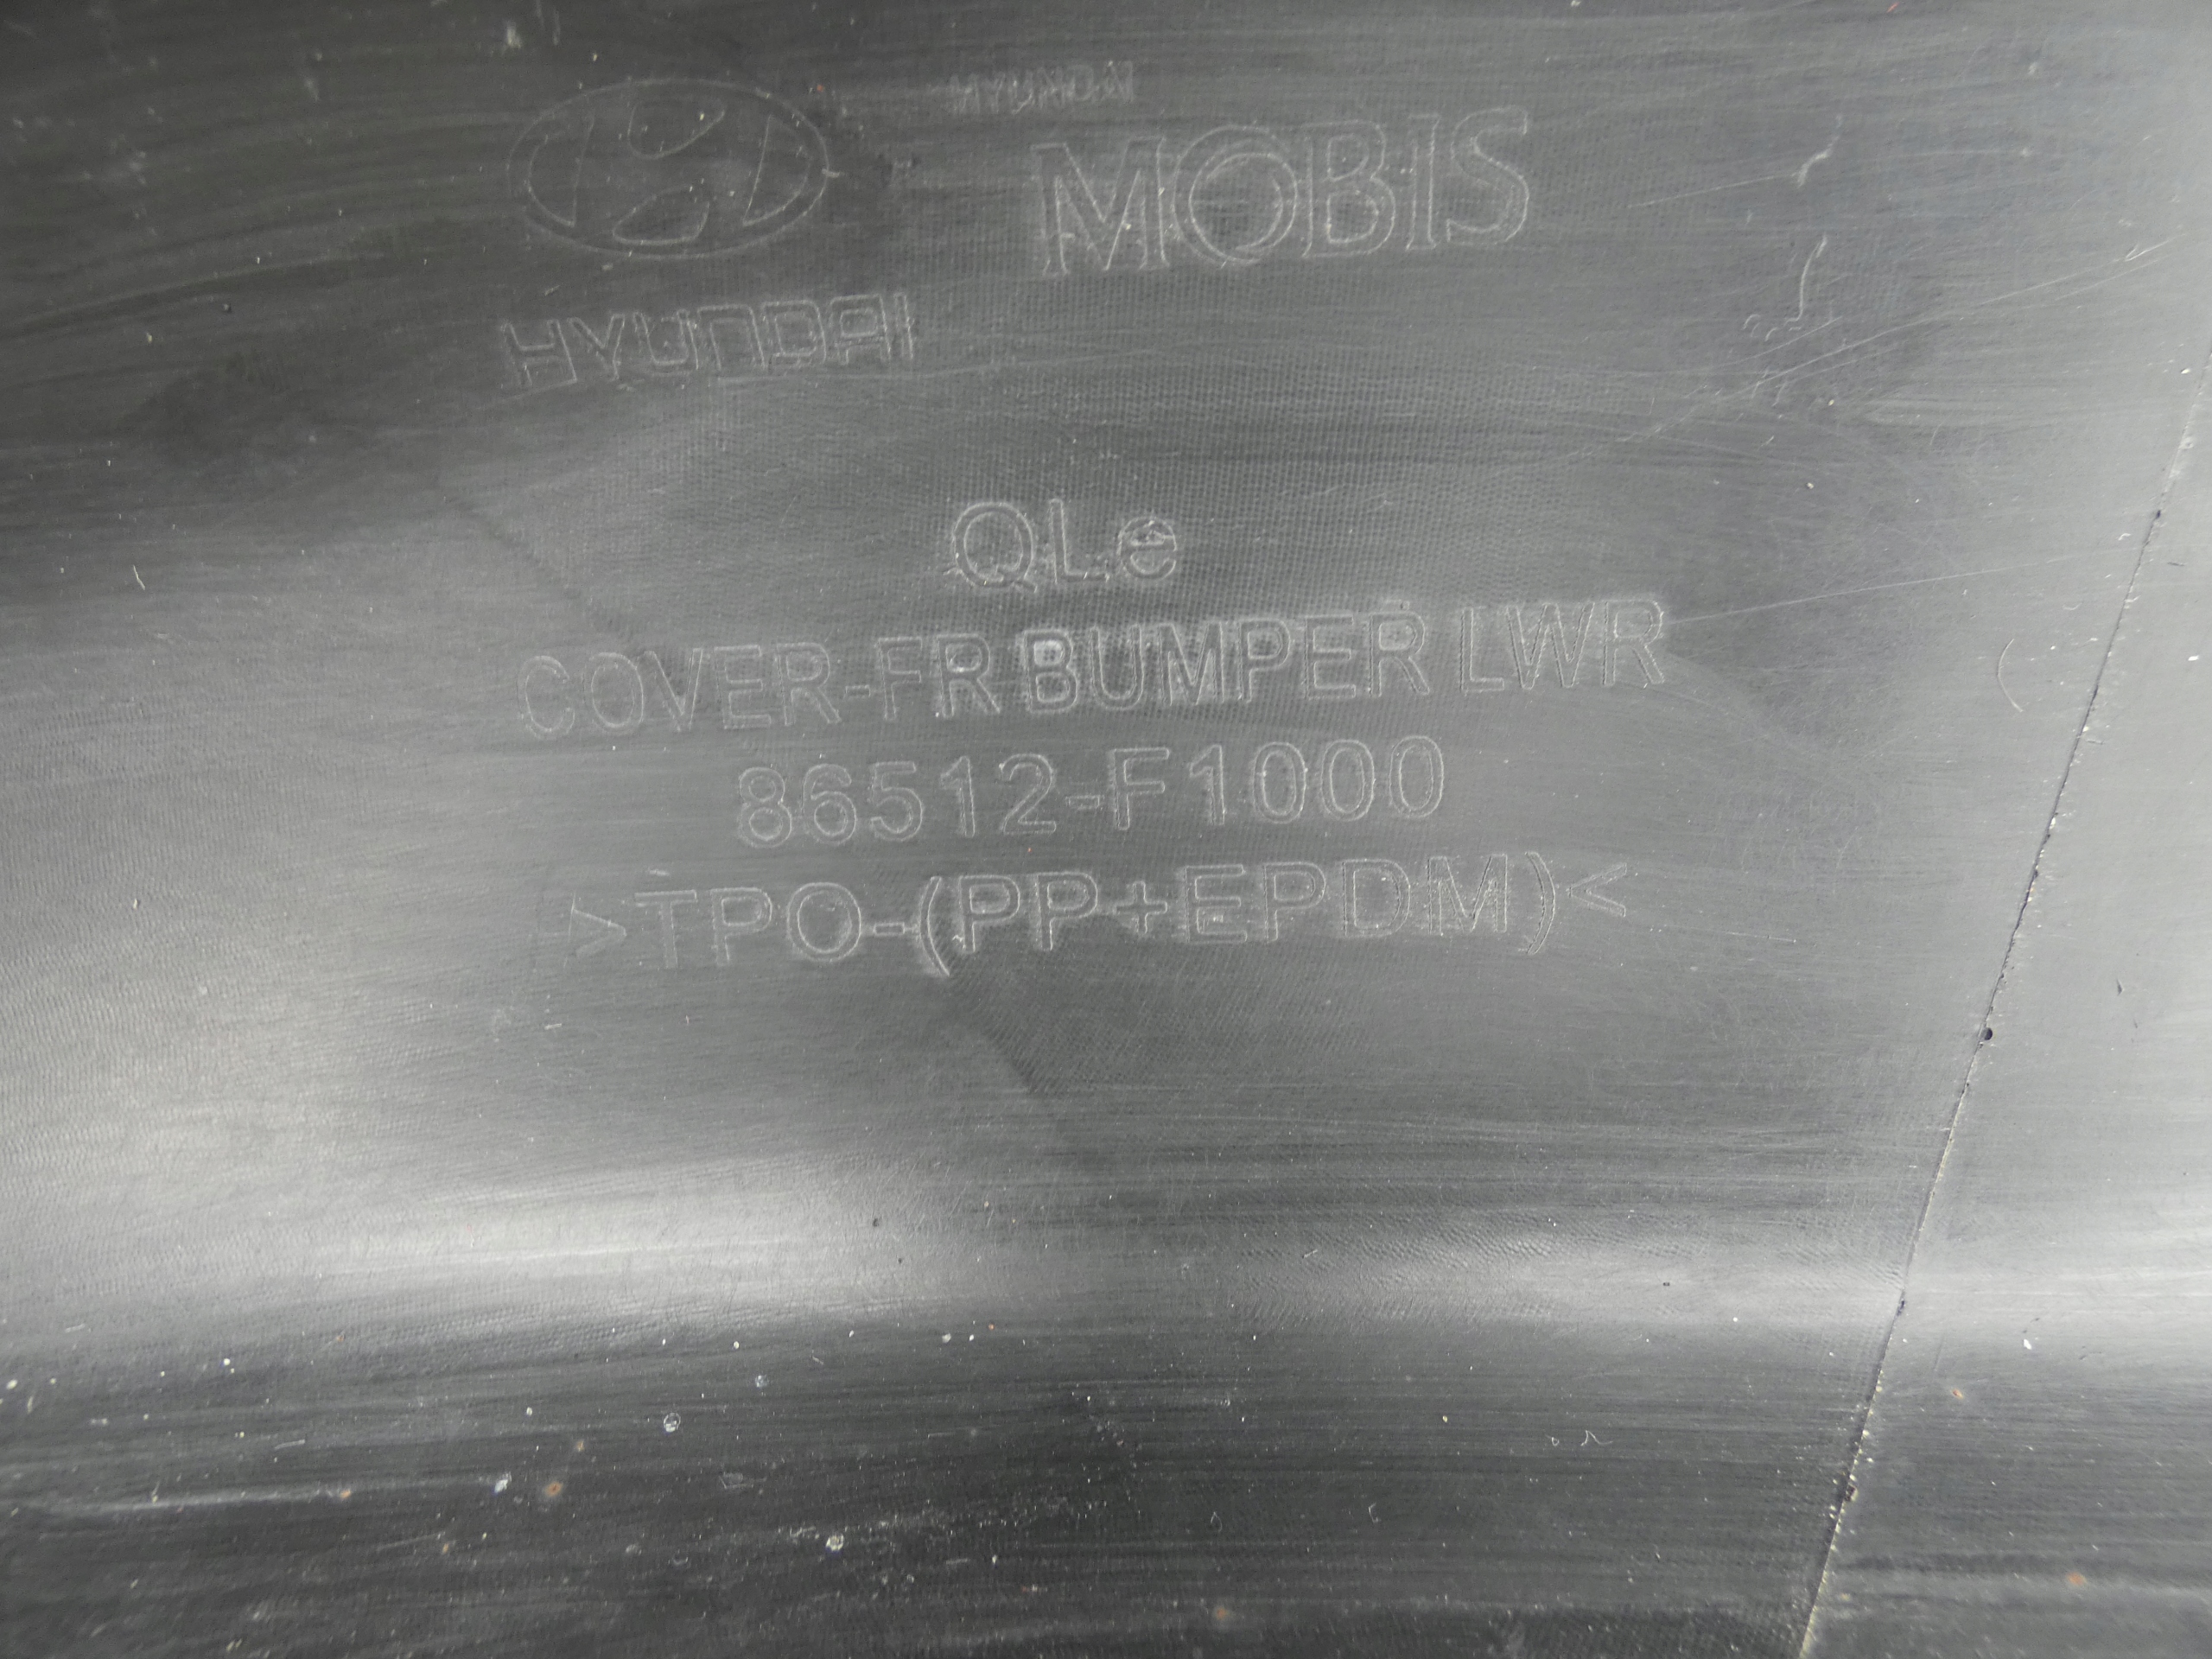 HYUNDAI
MOBIS
HYUNDAI
QLe
COVER-FR BUMPER LWR
86512-F1000
>TPO-(PP+EPDM)<